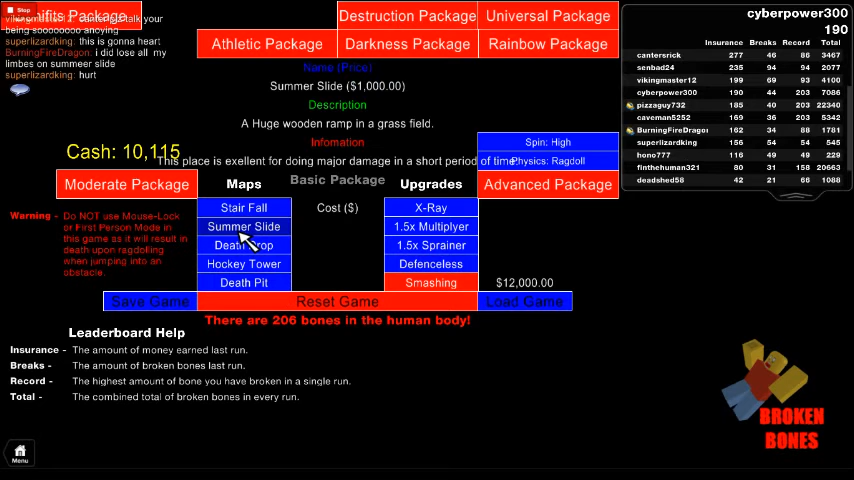 Stop
Package
being sooooooooo anoying
superlizardking: this is gonna heart
BurningFireDragon: i did lose all my
limbes on summeer slide
superlizardking: hurt
Destruction Package
Universal Package
Athletic Package
Darkness Package
Rainbow Package
Name (Price)
Summer Slide ($1,000.00)
Description
A Huge wooden ramp in a grass field.
Infomation
This place is exellent for doing major damage in a short period of time.
Spin: High
Physics: Ragdoll
Cash: 10,115
Moderate Package
Maps
Basic Package
Upgrades
Advanced Package
Stair Fall
Cost ($)
X-Ray
Summer Slide
1.5x Multiplyer
Death Drop
1.5x Sprainer
Hockey Tower
Defenceless
Death Pit
Smashing
$12,000.00
Warning -
Do NOT use Mouse-Lock
or First Person Mode in
this game as it will result in
death upon ragdolling
when jumping into an
obstacle.
Save Game
Reset Game
Load Game
There are 206 bones in the human body!
Leaderboard Help
Insurance - The amount of money earned last run.
Breaks - The amount of broken bones last run.
Record - The highest amount of bone you have broken in a single run.
Total - The combined total of broken bones in every run.
Menu
cyberpower300
190
Insurance Breaks Record Total
cantersrick 277 46 86 3467
senbad24 235 94 94 2077
vikingmaster12 199 69 93 4100
cyberpower300 190 44 203 7086
pizzaguy732 185 40 203 22340
caveman5252 169 36 203 5342
BurningFireDragon 162 34 88 1781
superlizardking 156 54 54 545
hono777 116 49 49 229
finthehuman321 80 31 158 20663
deadshed58 42 21 66 1088
BROKEN
BONES